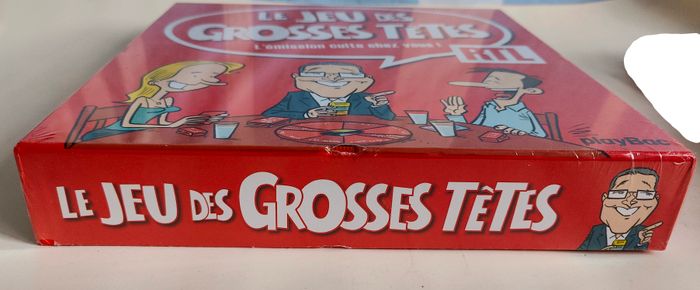 LE JEU DES
GROSSES TÊTES
L'émission culte chez vous !
RTL
playBac
LE JEU DES GROSSES TÊTES